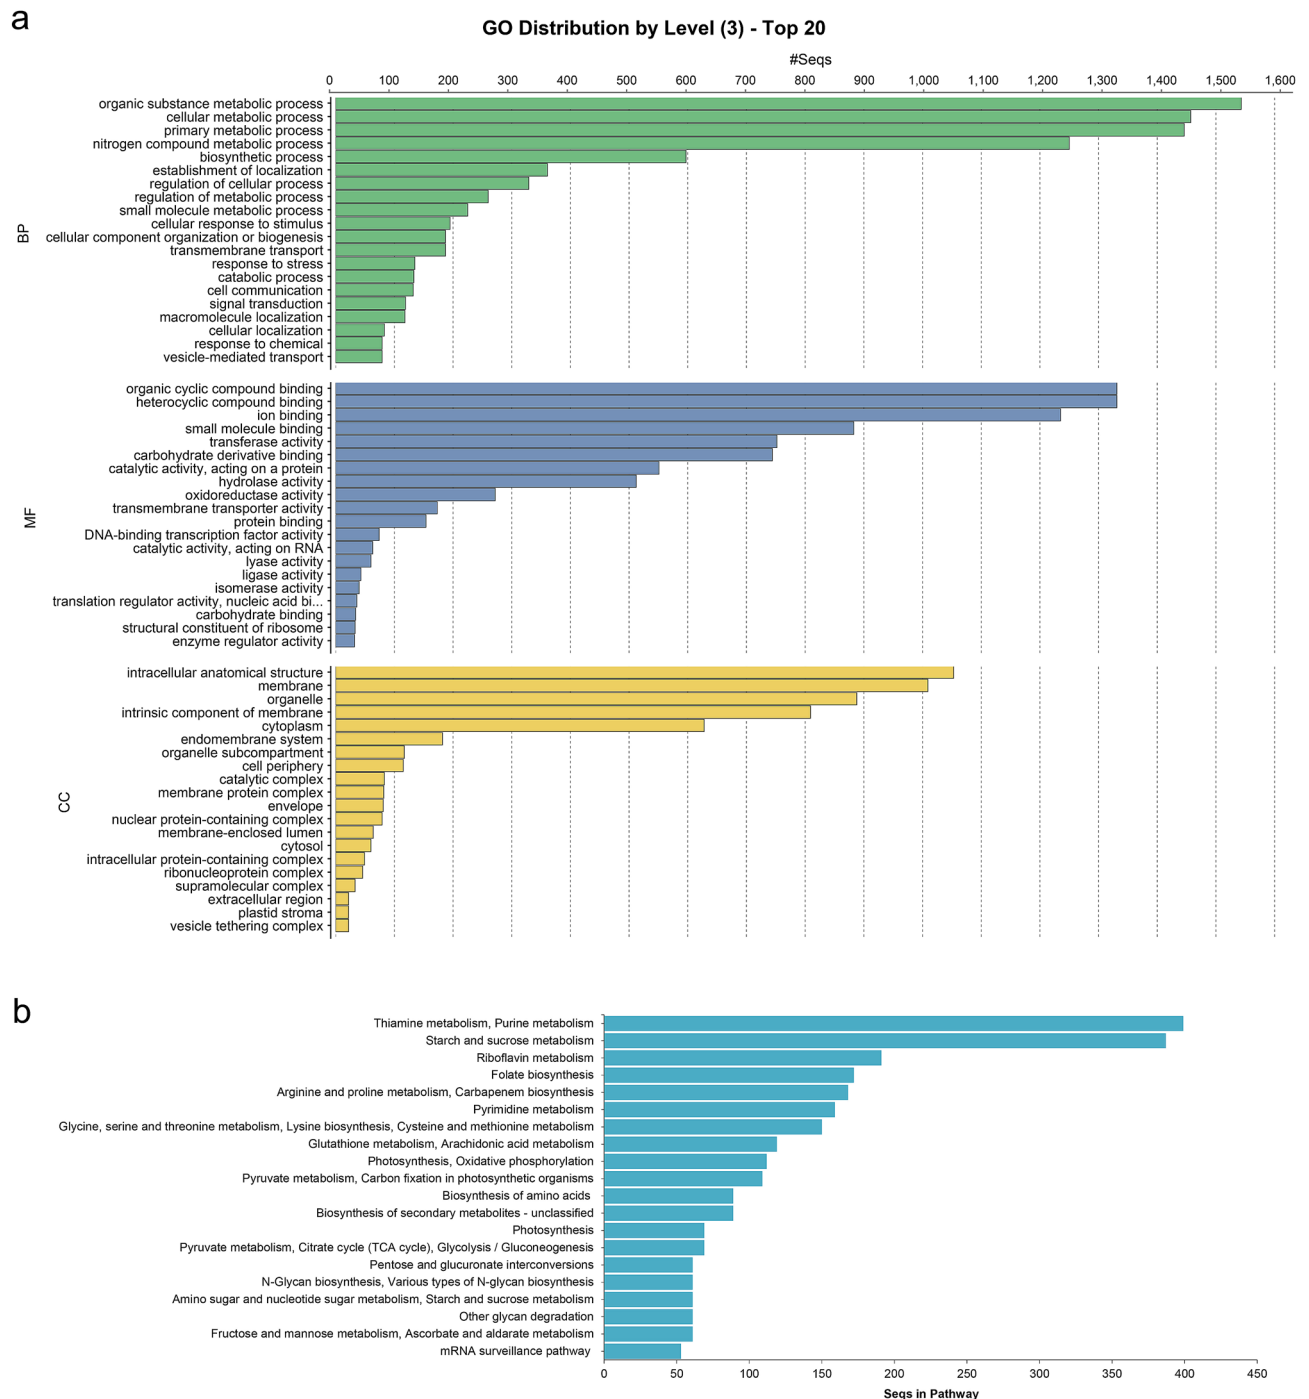 a
GO Distribution by Level (3) - Top 20
#Seqs
0 100 200 300 400 500 600 700 800 900 1,000 1,100 1,200 1,300 1,400 1,500 1,600
BP
organic substance metabolic process
cellular metabolic process
primary metabolic process
nitrogen compound metabolic process
biosynthetic process
establishment of localization
regulation of cellular process
regulation of metabolic process
small molecule metabolic process
cellular response to stimulus
cellular component organization or biogenesis
transmembrane transport
response to stress
catabolic process
cell communication
signal transduction
macromolecule localization
cellular localization
response to chemical
vesicle-mediated transport
MF
organic cyclic compound binding
heterocyclic compound binding
ion binding
small molecule binding
transferase activity
carbohydrate derivative binding
catalytic activity, acting on a protein
hydrolase activity
oxidoreductase activity
transmembrane transporter activity
protein binding
DNA-binding transcription factor activity
catalytic activity, acting on RNA
lyase activity
ligase activity
isomerase activity
translation regulator activity, nucleic acid bi...
carbohydrate binding
structural constituent of ribosome
enzyme regulator activity
CC
intracellular anatomical structure
membrane
organelle
intrinsic component of membrane
cytoplasm
endomembrane system
organelle subcompartment
cell periphery
catalytic complex
membrane protein complex
envelope
nuclear protein-containing complex
membrane-enclosed lumen
cytosol
intracellular protein-containing complex
ribonucleoprotein complex
supramolecular complex
extracellular region
plastid stroma
vesicle tethering complex
b
Thiamine metabolism, Purine metabolism
Starch and sucrose metabolism
Riboflavin metabolism
Folate biosynthesis
Arginine and proline metabolism, Carbapenem biosynthesis
Pyrimidine metabolism
Glycine, serine and threonine metabolism, Lysine biosynthesis, Cysteine and methionine metabolism
Glutathione metabolism, Arachidonic acid metabolism
Photosynthesis, Oxidative phosphorylation
Pyruvate metabolism, Carbon fixation in photosynthetic organisms
Biosynthesis of amino acids
Biosynthesis of secondary metabolites - unclassified
Photosynthesis
Pyruvate metabolism, Citrate cycle (TCA cycle), Glycolysis / Gluconeogenesis
Pentose and glucuronate interconversions
N-Glycan biosynthesis, Various types of N-glycan biosynthesis
Amino sugar and nucleotide sugar metabolism, Starch and sucrose metabolism
Other glycan degradation
Fructose and mannose metabolism, Ascorbate and aldarate metabolism
mRNA surveillance pathway
0 50 100 150 200 250 300 350 400 450
Seqs in Pathway